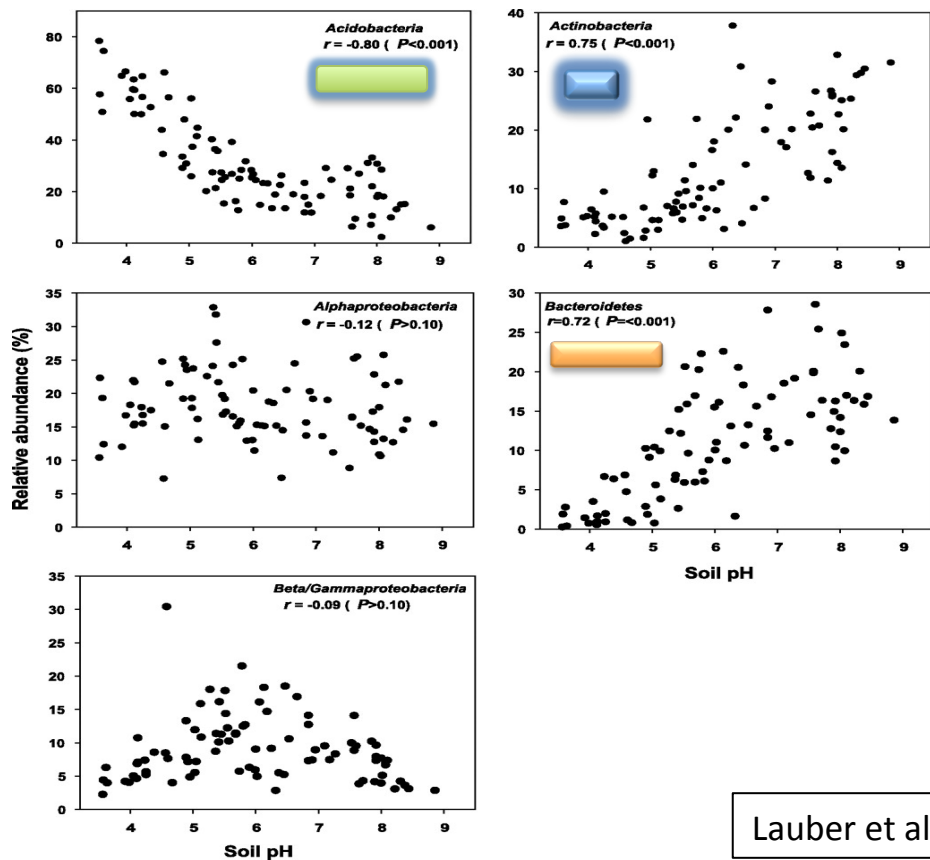 Acidobacteria
r = -0.80 ( P<0.001)
80
60
40
20
0
4 5 6 7 8 9
Actinobacteria
r = 0.75 ( P<0.001)
40
30
20
10
0
4 5 6 7 8 9
Relative abundance (%)
Alphaproteobacteria
r = -0.12 ( P>0.10)
35
30
25
20
15
10
5
0
4 5 6 7 8 9
Bacteroidetes
r=0.72 ( P=<0.001)
30
25
20
15
10
5
0
4 5 6 7 8 9
Soil pH
Beta/Gammaproteobacteria
r = -0.09 ( P>0.10)
35
30
25
20
15
10
5
0
4 5 6 7 8 9
Soil pH
Lauber et al